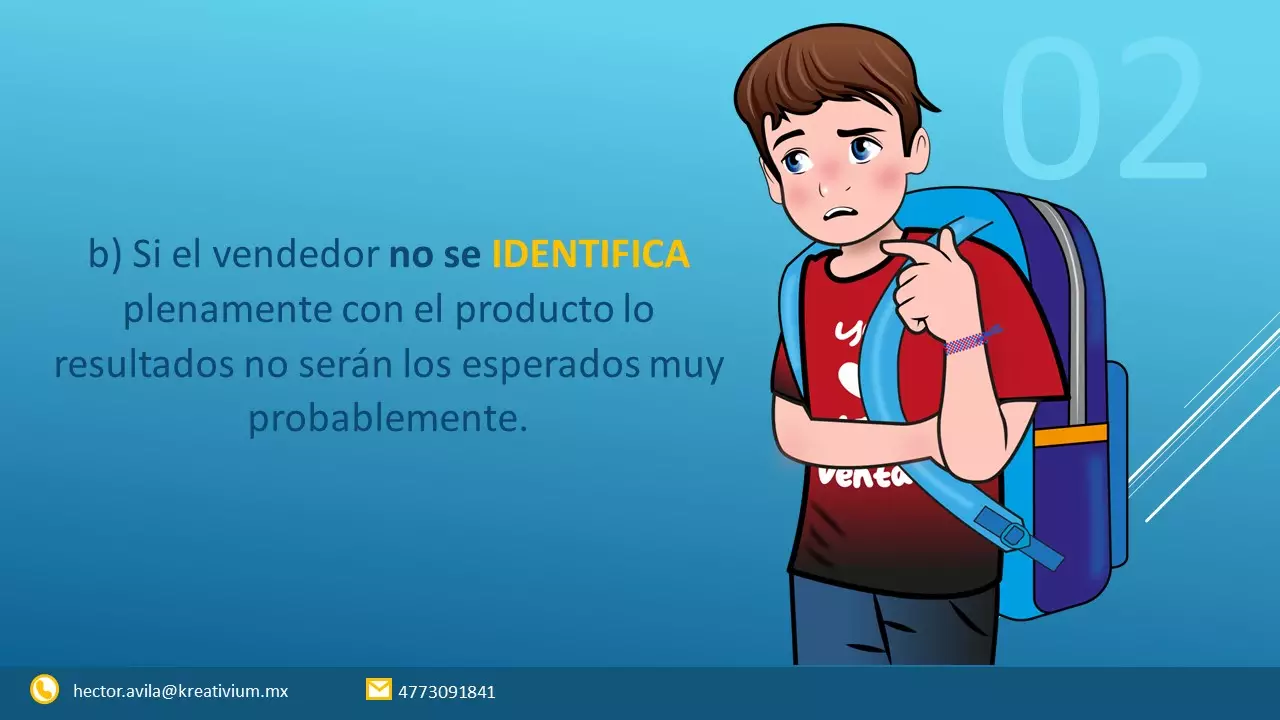 02
b) Si el vendedor no se IDENTIFICA
plenamente con el producto lo
resultados no serán los esperados muy
probablemente.
venta
hector.avila@kreativium.mx
4773091841